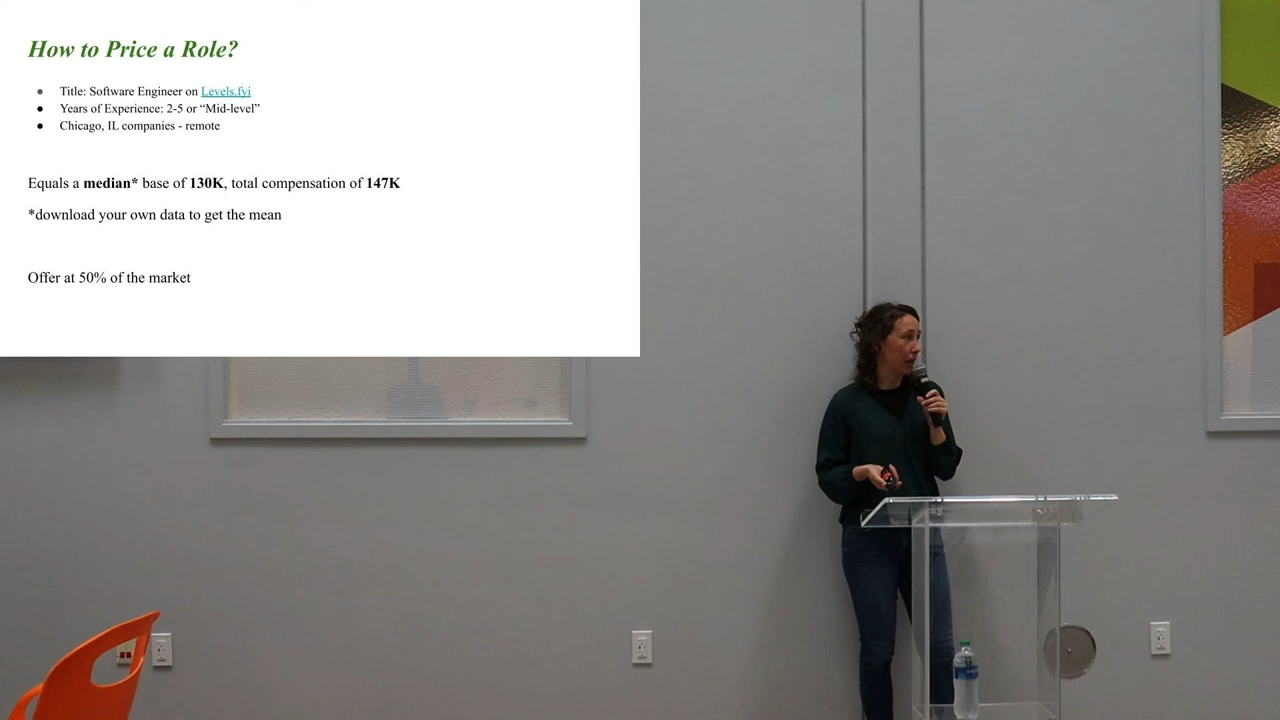 How to Price a Role?
● Title: Software Engineer on Levels.fyi
● Years of Experience: 2-5 or “Mid-level”
● Chicago, IL companies - remote
Equals a median* base of 130K, total compensation of 147K
*download your own data to get the mean
Offer at 50% of the market